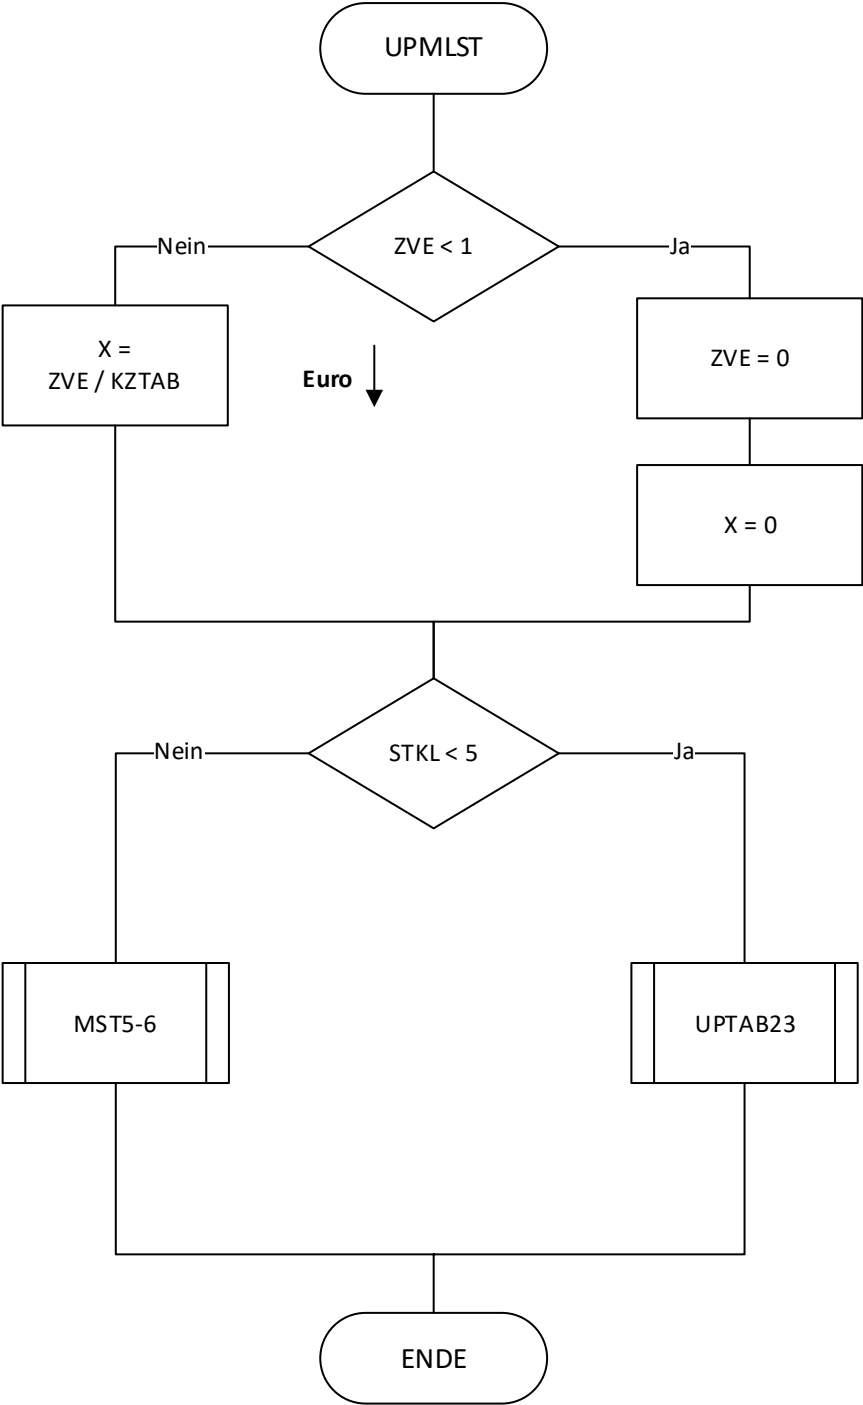 UPMLST
Nein
ZVE < 1
Ja
X =
ZVE / KZTAB
Euro
ZVE = 0
X = 0
Nein
STKL < 5
Ja
MST5-6
UPTAB23
ENDE